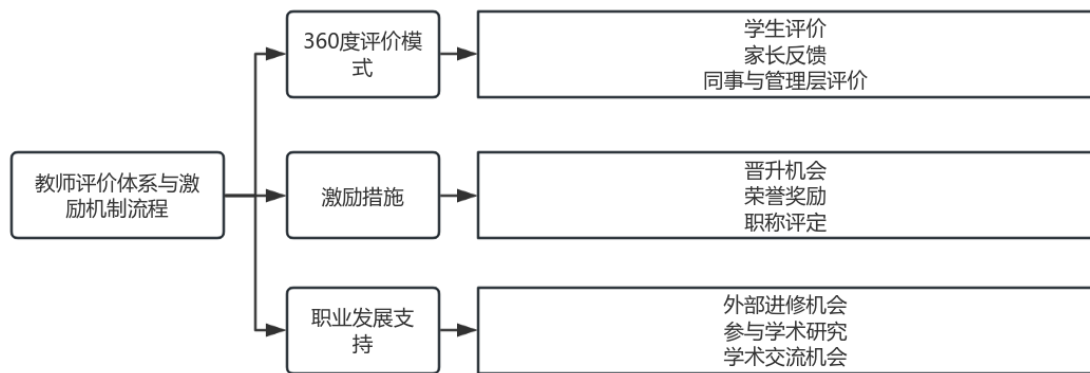 教师评价体系与激
励机制流程
360度评价模
式
学生评价
家长反馈
同事与管理层评价
激励措施
晋升机会
荣誉奖励
职称评定
职业发展支
持
外部进修机会
参与学术研究
学术交流机会